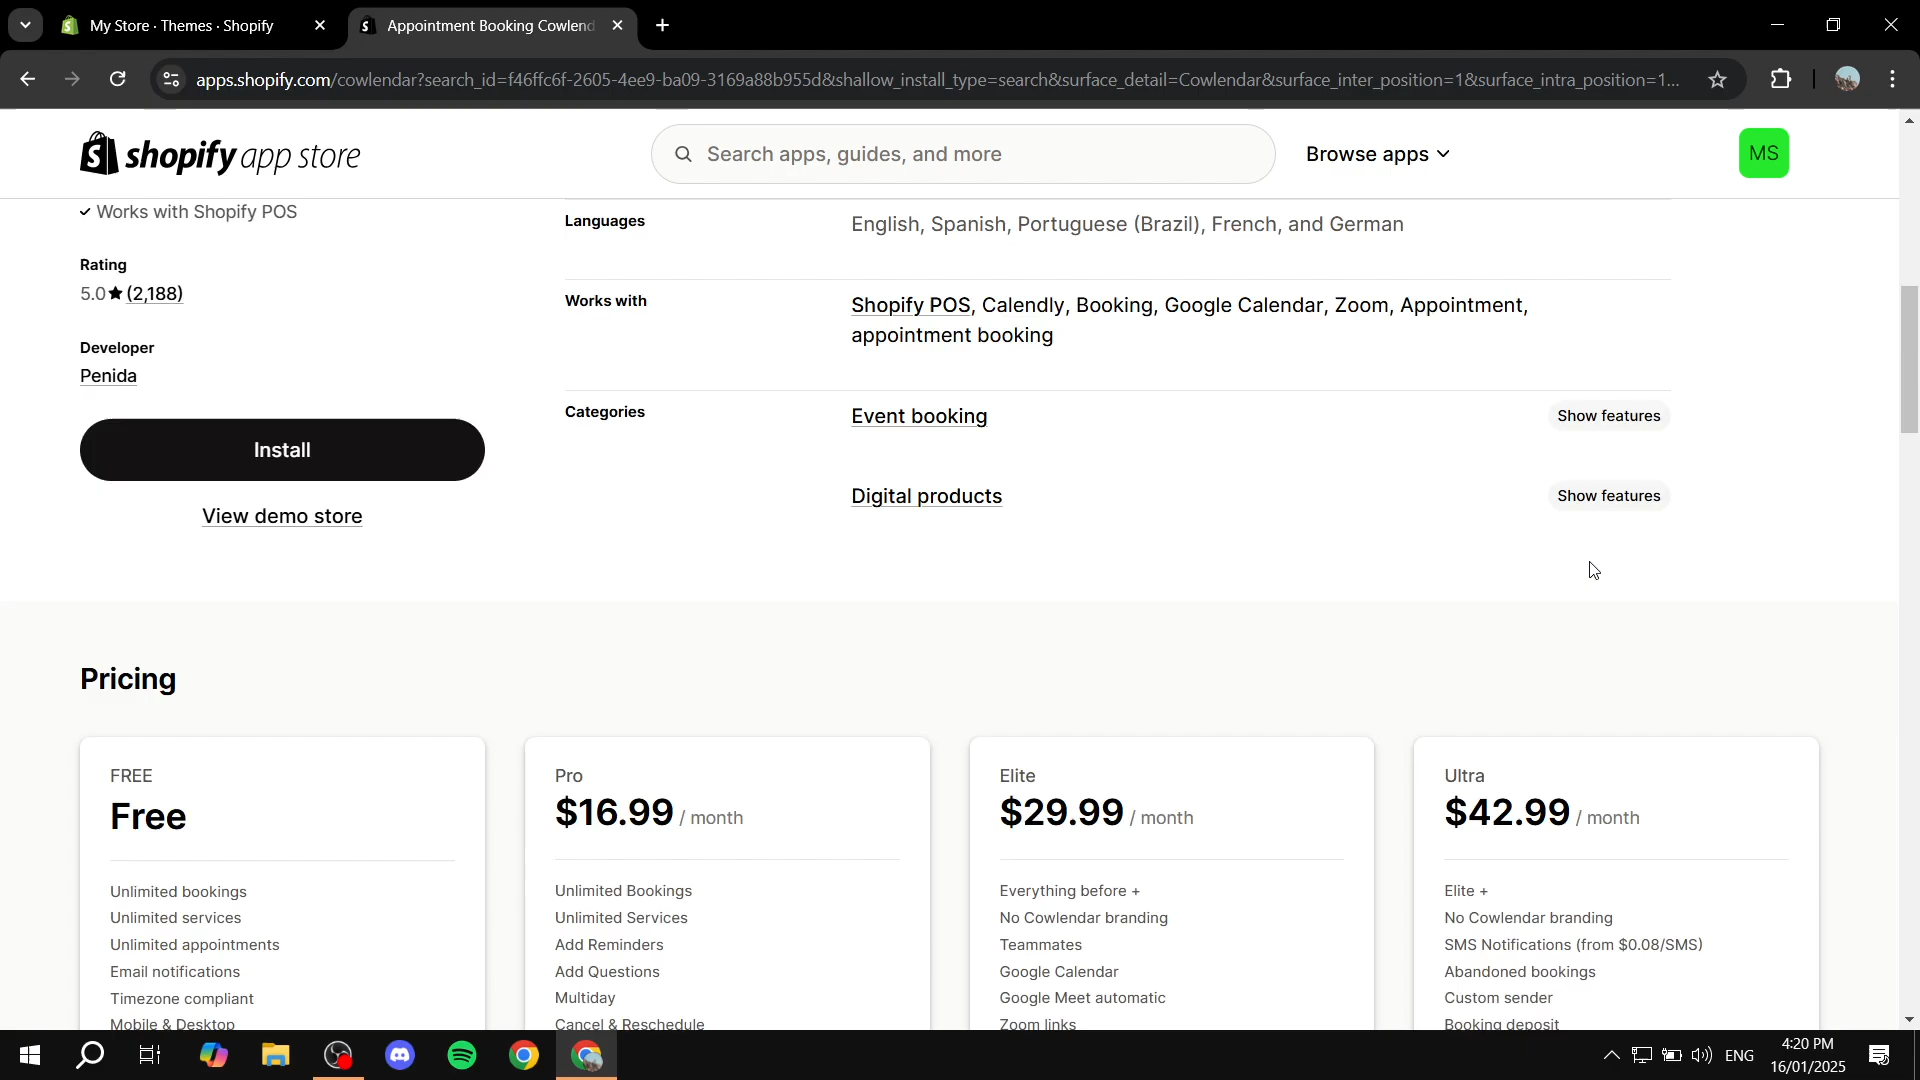 My Store · Themes · Shopify
Appointment Booking Cowlend
apps.shopify.com/cowlendar?search_id=f46ffc6f-2605-4ee9-ba09-3169a88b955d&shallow_install_type=search&surface_detail=Cowlendar&surface_inter_position=1&surface_intra_position=1...
shopify app store
Search apps, guides, and more
Browse apps
MS
Works with Shopify POS
Rating
5.0 (2,188)
Developer
Penida
Install
View demo store
Languages
English, Spanish, Portuguese (Brazil), French, and German
Works with
Shopify POS, Calendly, Booking, Google Calendar, Zoom, Appointment,
appointment booking
Categories
Event booking
Show features
Digital products
Show features
Pricing
FREE
Free
Unlimited bookings
Unlimited services
Unlimited appointments
Email notifications
Timezone compliant
Mobile & Desktop
Pro
$16.99 / month
Unlimited Bookings
Unlimited Services
Add Reminders
Add Questions
Multiday
Cancel & Reschedule
Elite
$29.99 / month
Everything before +
No Cowlendar branding
Teammates
Google Calendar
Google Meet automatic
Zoom links
Ultra
$42.99 / month
Elite +
No Cowlendar branding
SMS Notifications (from $0.08/SMS)
Abandoned bookings
Custom sender
Booking deposit
ENG
4:20 PM
16/01/2025